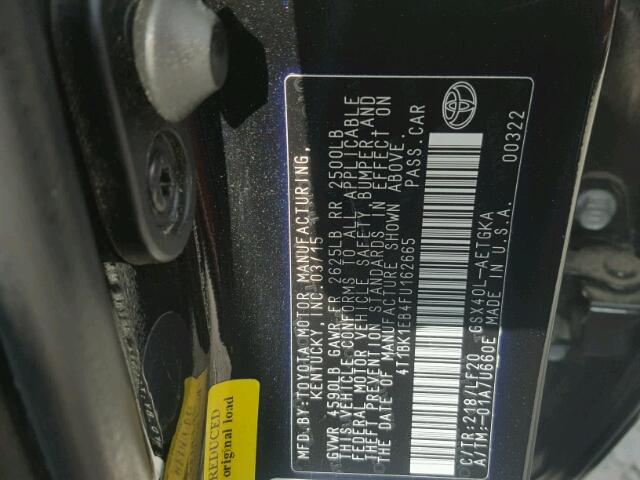 MFD.BY:TOYOTA MOTOR MANUFACTURING,
KENTUCKY, INC. 03/15
GVWR 4590LB GAWR FR 2625LB RR 2500LB
THIS VEHICLE CONFORMS TO ALL APPLICABLE
FEDERAL MOTOR VEHICLE SAFETY, BUMPER, AND
THEFT PREVENTION STANDARDS IN EFFECT ON
THE DATE OF MANUFACTURE SHOWN ABOVE.
4T1BK1EB4FU162665 PASS.CAR
C/TR:218/LF20 GSX40L-AETGKA
A/TM:-01A/U660E MADE IN U.S.A.
00322
REDUCED
original load